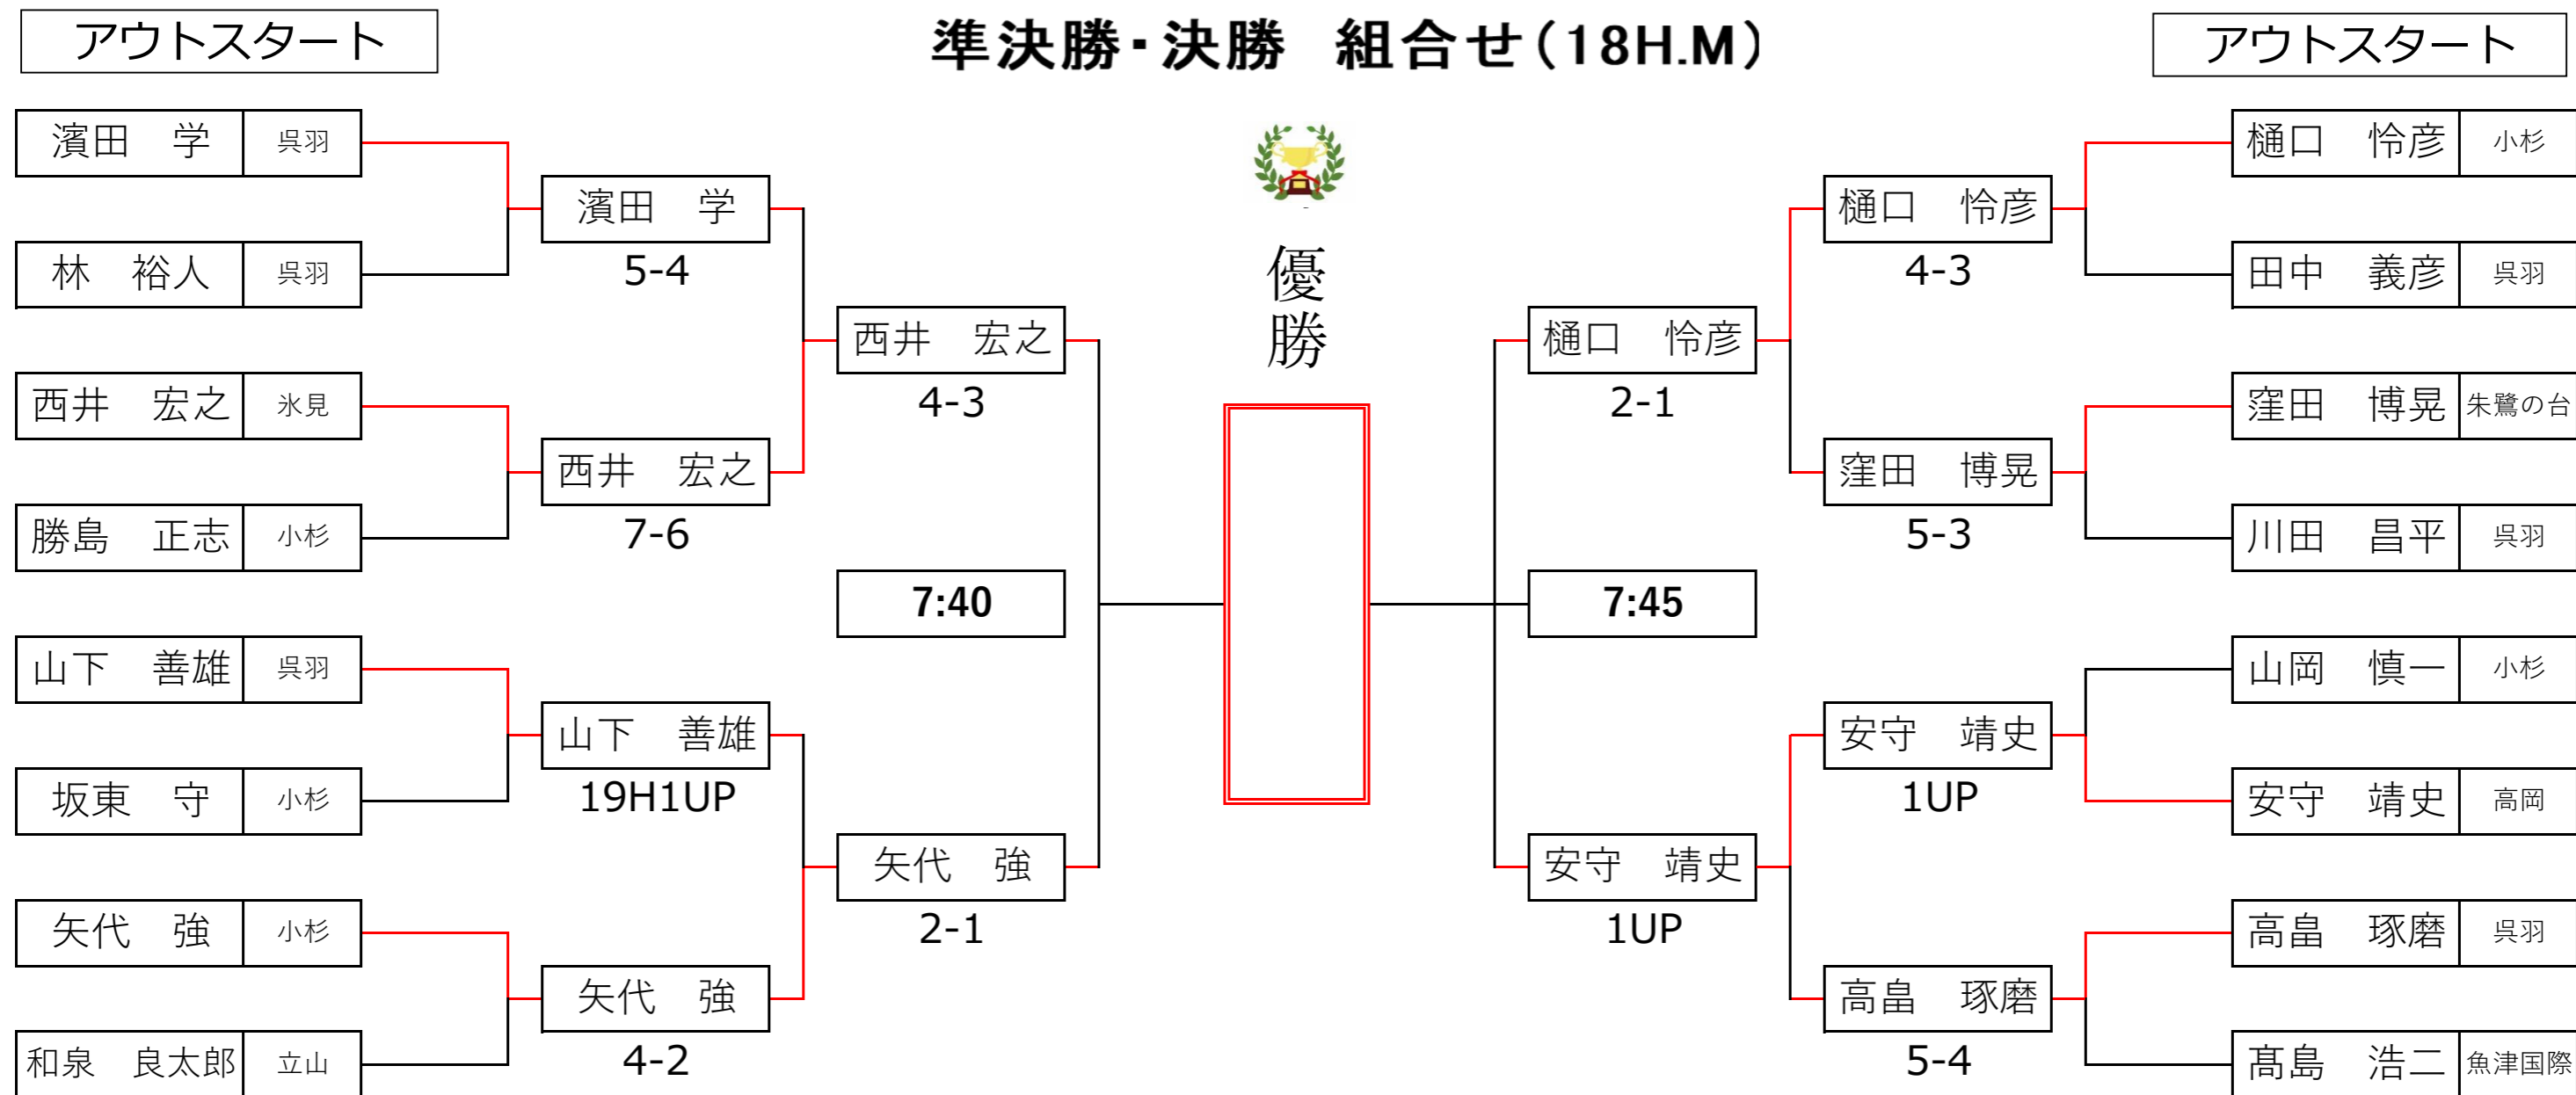 アウトスタート
準決勝・決勝　組合せ(18H.M)
アウトスタート
濱田　学 呉羽
林　裕人 呉羽
西井　宏之 氷見
勝島　正志 小杉
山下　善雄 呉羽
坂東　守 小杉
矢代　強 小杉
和泉　良太郎 立山
濱田　学
5-4
西井　宏之
7-6
山下　善雄
19H1UP
矢代　強
4-2
西井　宏之
4-3
7:40
矢代　強
2-1
優勝
樋口　怜彦
2-1
7:45
安守　靖史
1UP
樋口　怜彦
4-3
窪田　博晃
5-3
安守　靖史
1UP
高畠　琢磨
5-4
樋口　怜彦 小杉
田中　義彦 呉羽
窪田　博晃 朱鷺の台
川田　昌平 呉羽
山岡　慎一 小杉
安守　靖史 高岡
高畠　琢磨 呉羽
髙島　浩二 魚津国際